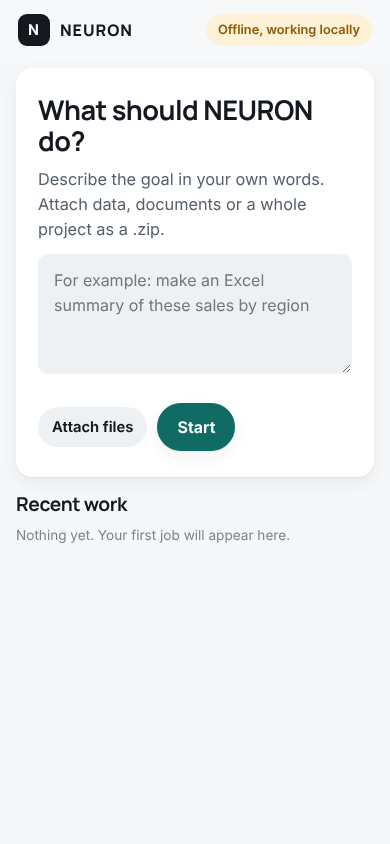 N NEURON
Offline, working locally
What should NEURON
do?
Describe the goal in your own words.
Attach data, documents or a whole
project as a .zip.
For example: make an Excel
summary of these sales by region
Attach files
Start
Recent work
Nothing yet. Your first job will appear here.